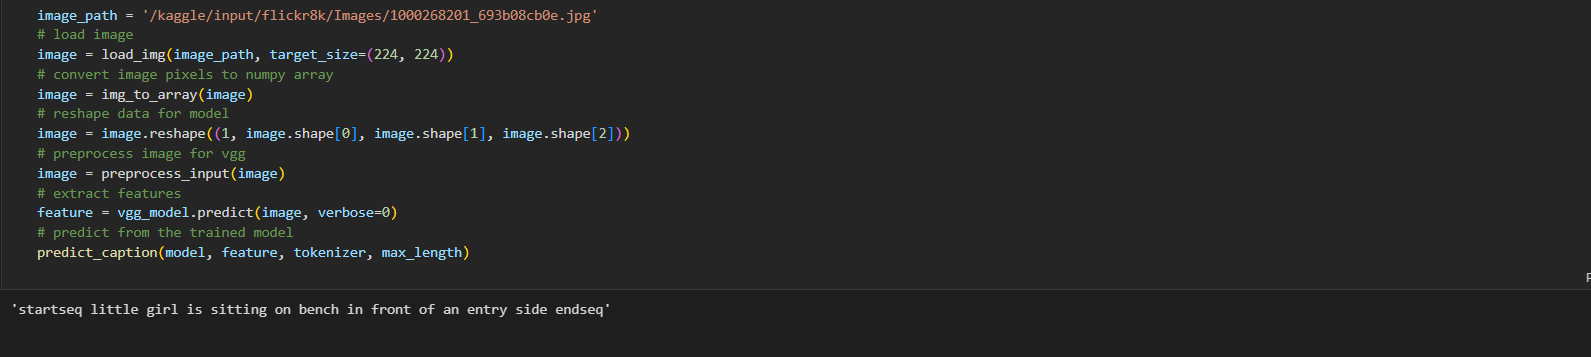 image_path = '/kaggle/input/flickr8k/Images/1000268201_693b08cb0e.jpg'
# load image
image = load_img(image_path, target_size=(224, 224))
# convert image pixels to numpy array
image = img_to_array(image)
# reshape data for model
image = image.reshape((1, image.shape[0], image.shape[1], image.shape[2]))
# preprocess image for vgg
image = preprocess_input(image)
# extract features
feature = vgg_model.predict(image, verbose=0)
# predict from the trained model
predict_caption(model, feature, tokenizer, max_length)
'startseq little girl is sitting on bench in front of an entry side endseq'